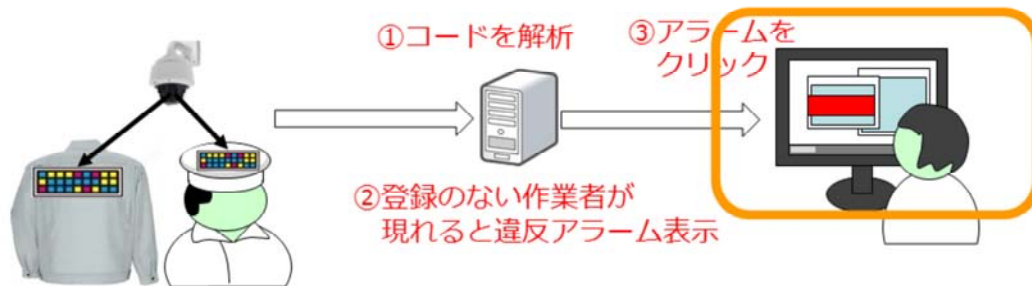 ①コードを解析
③アラームを
クリック
②登録のない作業者が
現れると違反アラーム表示